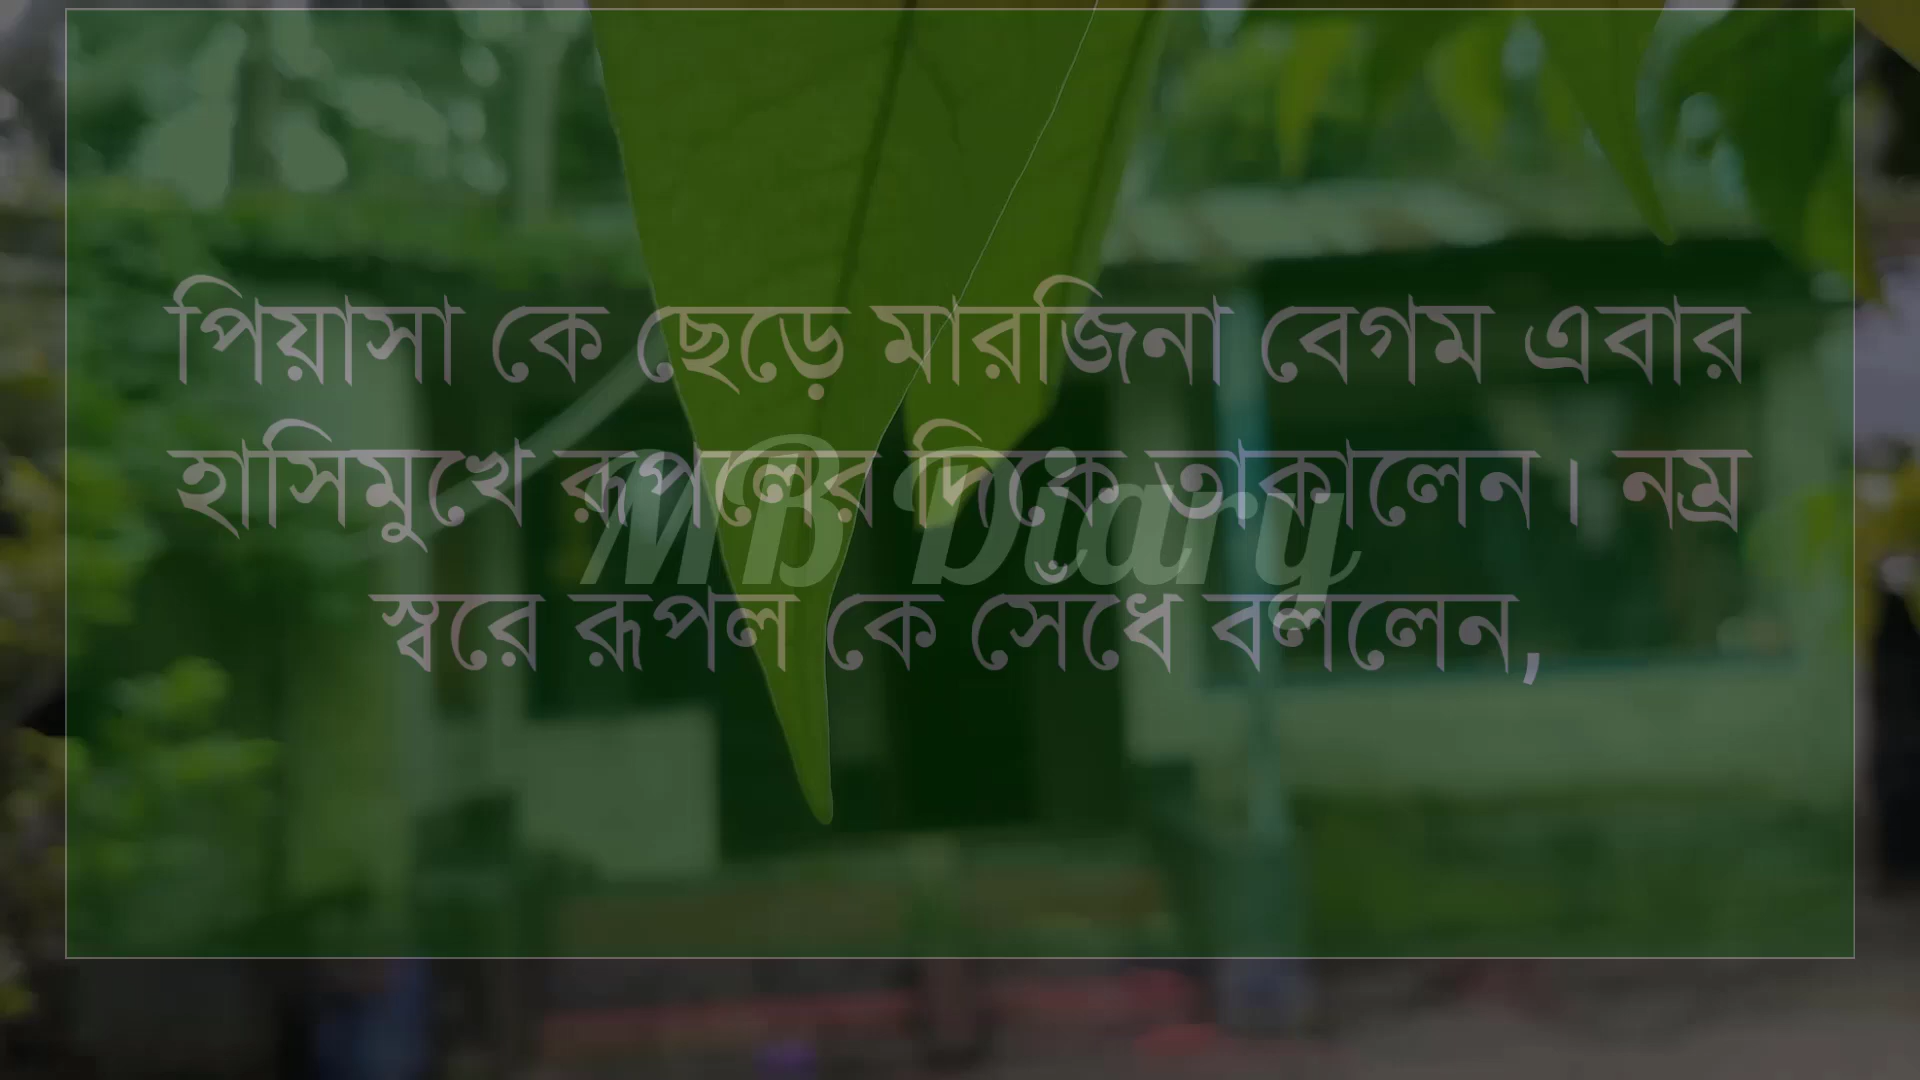 পিয়াসা কে ছেড়ে মারজিনা বেগম এবার
হাসিমুখে রূপলের দিকে তাকালেন। নম্র
MB Diary
স্বরে রূপল কে সেঁধে বললেন,